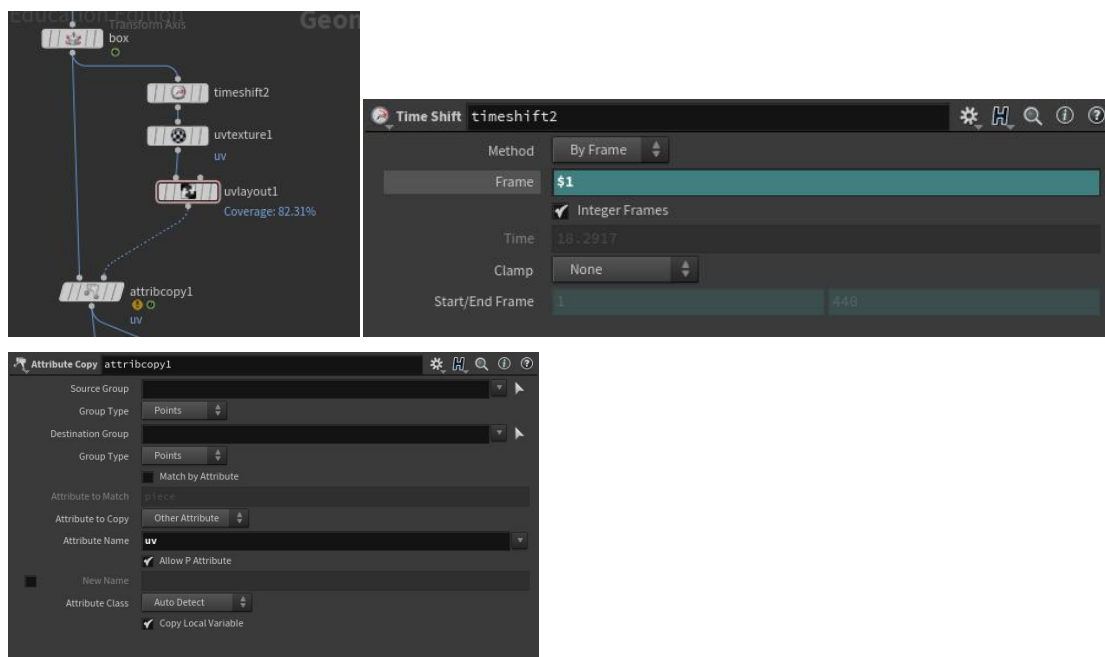 Education Edition
Geon
Transform Axis
box
timeshift2
uvtexture1
uv
uvlayout1
Coverage: 82.31%
attribcopy1
uv
Time Shift timeshift2
Method By Frame
Frame $1
Integer Frames
Time 18.2917
Clamp None
Start/End Frame 1 440
Attribute Copy attribcopy1
Source Group
Group Type Points
Destination Group
Group Type Points
Match by Attribute
Attribute to Match piece
Attribute to Copy Other Attribute
Attribute Name uv
Allow P Attribute
New Name
Attribute Class Auto Detect
Copy Local Variable